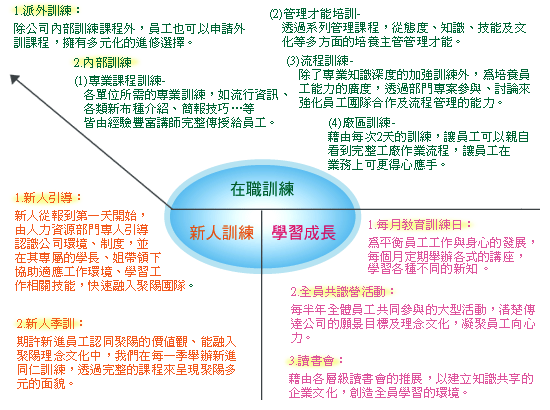 1.派外訓練：
除公司內部訓練課程外，員工也可以申請外
訓課程，擁有多元化的進修選擇。
2.內部訓練
(1)專業課程訓練-
各單位所需的專業訓練，如流行資訊、
各類新布種介紹、簡報技巧…等
皆由經驗豐富講師完整傳授給員工。
(2)管理才能培訓-
透過系列管理課程，從態度、知識、技能及文
化等多方面的培養主管管理才能。
(3)流程訓練-
除了專業知識深度的加強訓練外，為培養員
工能力的廣度，透過部門專案參與、討論來
強化員工團隊合作及流程管理的能力。
(4)廠區訓練-
藉由每次2天的訓練，讓員工可以親自
看到完整工廠作業流程，讓員工在
業務上可更得心應手。
在職訓練
新人訓練
學習成長
1.新人引導：
新人從報到第一天開始，
由人力資源部門專人引導
認識公司環境、制度，並
在其專屬的學長、姐帶領下
協助適應工作環境、學習工
作相關技能，快速融入聚陽團隊。
2.新人季訓：
期許新進員工認同聚陽的價值觀、能融入
聚陽理念文化中，我們在每一季學辦新進
同仁訓練，透過完整的課程來呈現聚陽多
元的面貌。
1.每月教育訓練日：
為平衡員工工作與身心的發展，
每個月定期學辦各式的講座，
學習各種不同的新知。
2.全員共識營活動：
每半年全體員工共同參與的大型活動，清楚傳
達公司的願景目標及理念文化，凝聚員工向心
力。
3.讀書會：
藉由各層級讀書會的推展，以建立知識共享的
企業文化，創造全員學習的環境。